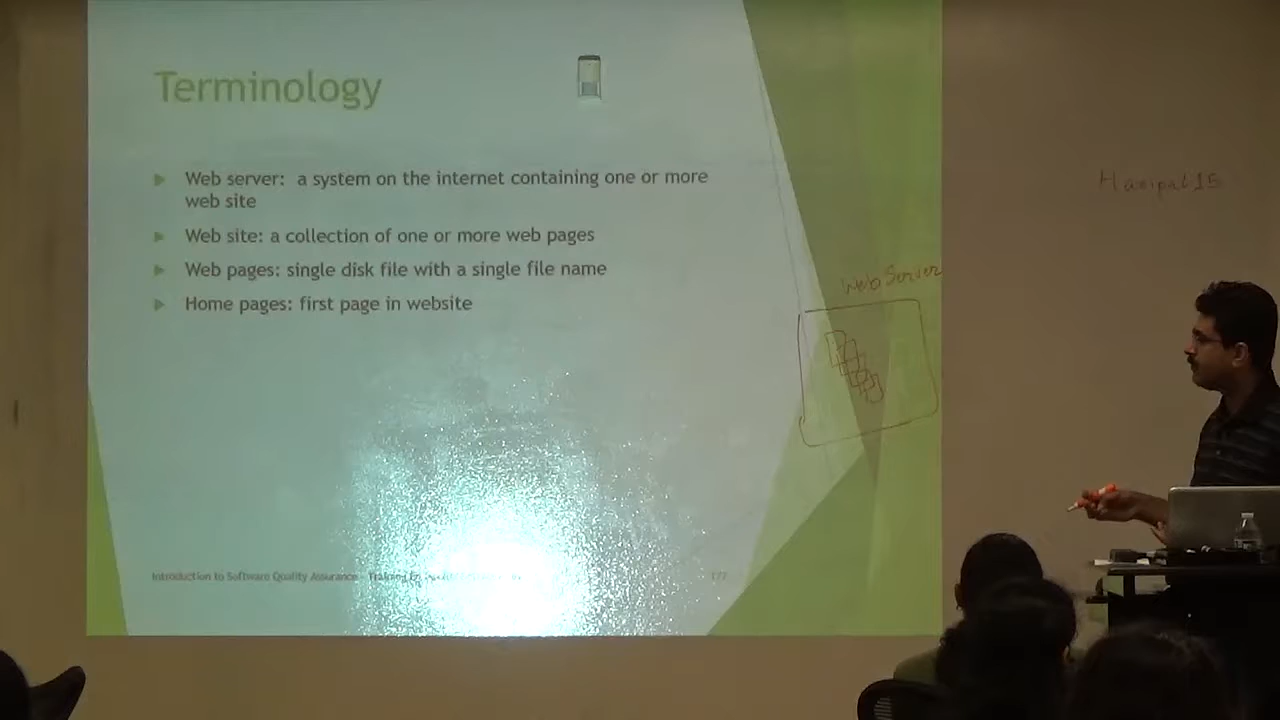 Terminology
Web server: a system on the internet containing one or more
web site
Web site: a collection of one or more web pages
Web pages: single disk file with a single file name
Home pages: first page in website
Web Server
Introduction to Software Quality Assurance - Training by
177